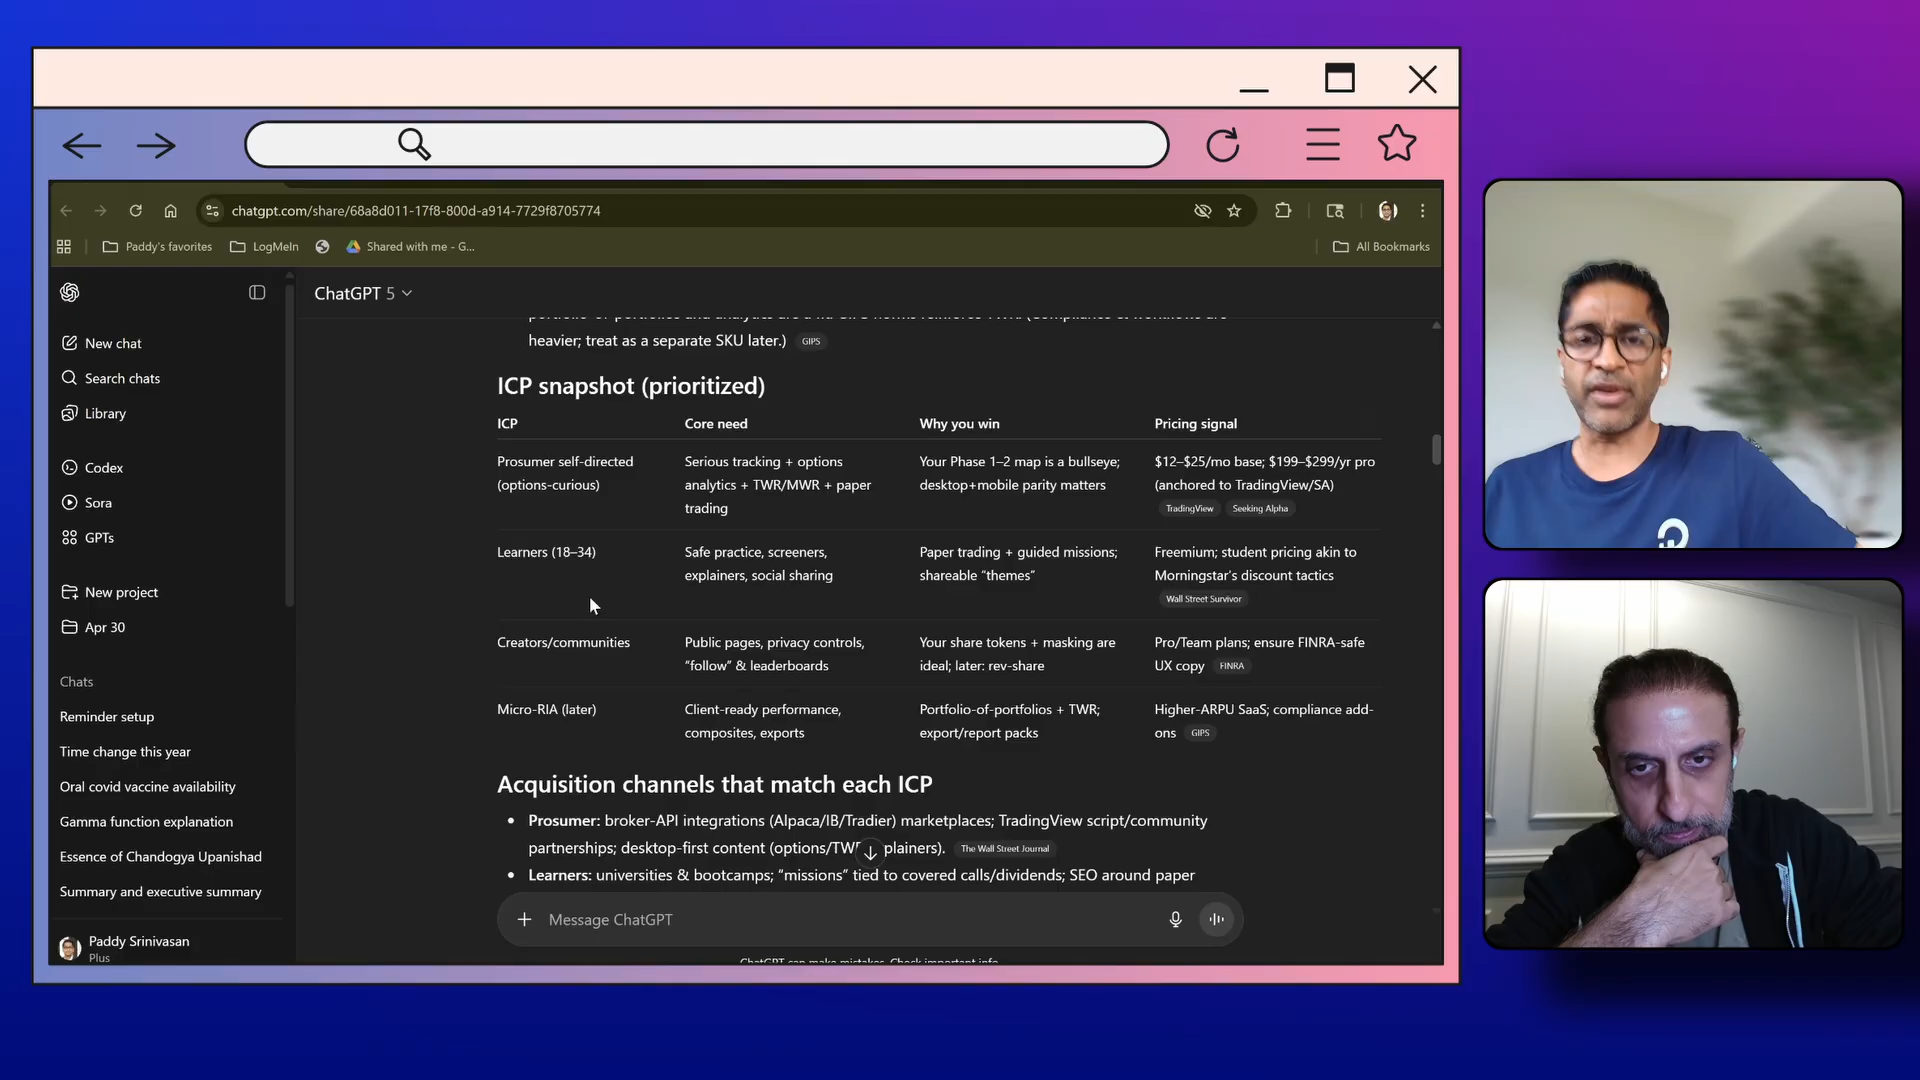 chatgpt.com/share/68a8d011-17f8-800d-a914-7729f8705774
Paddy's favorites
LogMeIn
Shared with me - G...
All Bookmarks
ChatGPT 5
New chat
Search chats
Library
Codex
Sora
GPTs
New project
Apr 30
Chats
Reminder setup
Time change this year
Oral covid vaccine availability
Gamma function explanation
Essence of Chandogya Upanishad
Summary and executive summary
Paddy Srinivasan
Plus
heavier; treat as a separate SKU later.) GIPS
ICP snapshot (prioritized)
ICP Core need Why you win Pricing signal
Prosumer self-directed
(options-curious)
Serious tracking + options
analytics + TWR/MWR + paper
trading
Your Phase 1–2 map is a bullseye;
desktop+mobile parity matters
$12–$25/mo base; $199–$299/yr pro
(anchored to TradingView/SA)
TradingView Seeking Alpha
Learners (18–34)
Safe practice, screeners,
explainers, social sharing
Paper trading + guided missions;
shareable “themes”
Freemium; student pricing akin to
Morningstar's discount tactics
Wall Street Survivor
Creators/communities
Public pages, privacy controls,
“follow” & leaderboards
Your share tokens + masking are
ideal; later: rev-share
Pro/Team plans; ensure FINRA-safe
UX copy FINRA
Micro-RIA (later)
Client-ready performance,
composites, exports
Portfolio-of-portfolios + TWR;
export/report packs
Higher-ARPU SaaS; compliance add-
ons GIPS
Acquisition channels that match each ICP
• Prosumer: broker-API integrations (Alpaca/IB/Tradier) marketplaces; TradingView script/community
partnerships; desktop-first content (options/TW plainers). The Wall Street Journal
• Learners: universities & bootcamps; “missions” tied to covered calls/dividends; SEO around paper
Message ChatGPT
ChatGPT can make mistakes. Check important info.